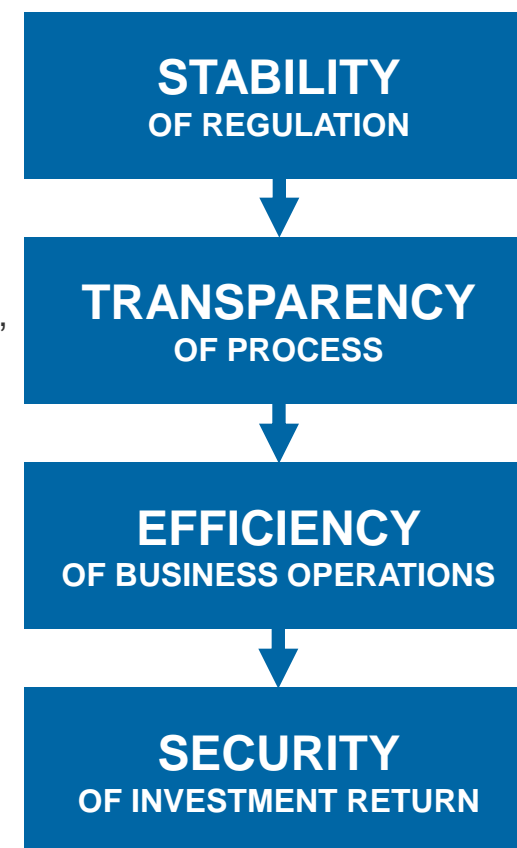 STABILITY
OF REGULATION
,
TRANSPARENCY
OF PROCESS
EFFICIENCY
OF BUSINESS OPERATIONS
SECURITY
OF INVESTMENT RETURN